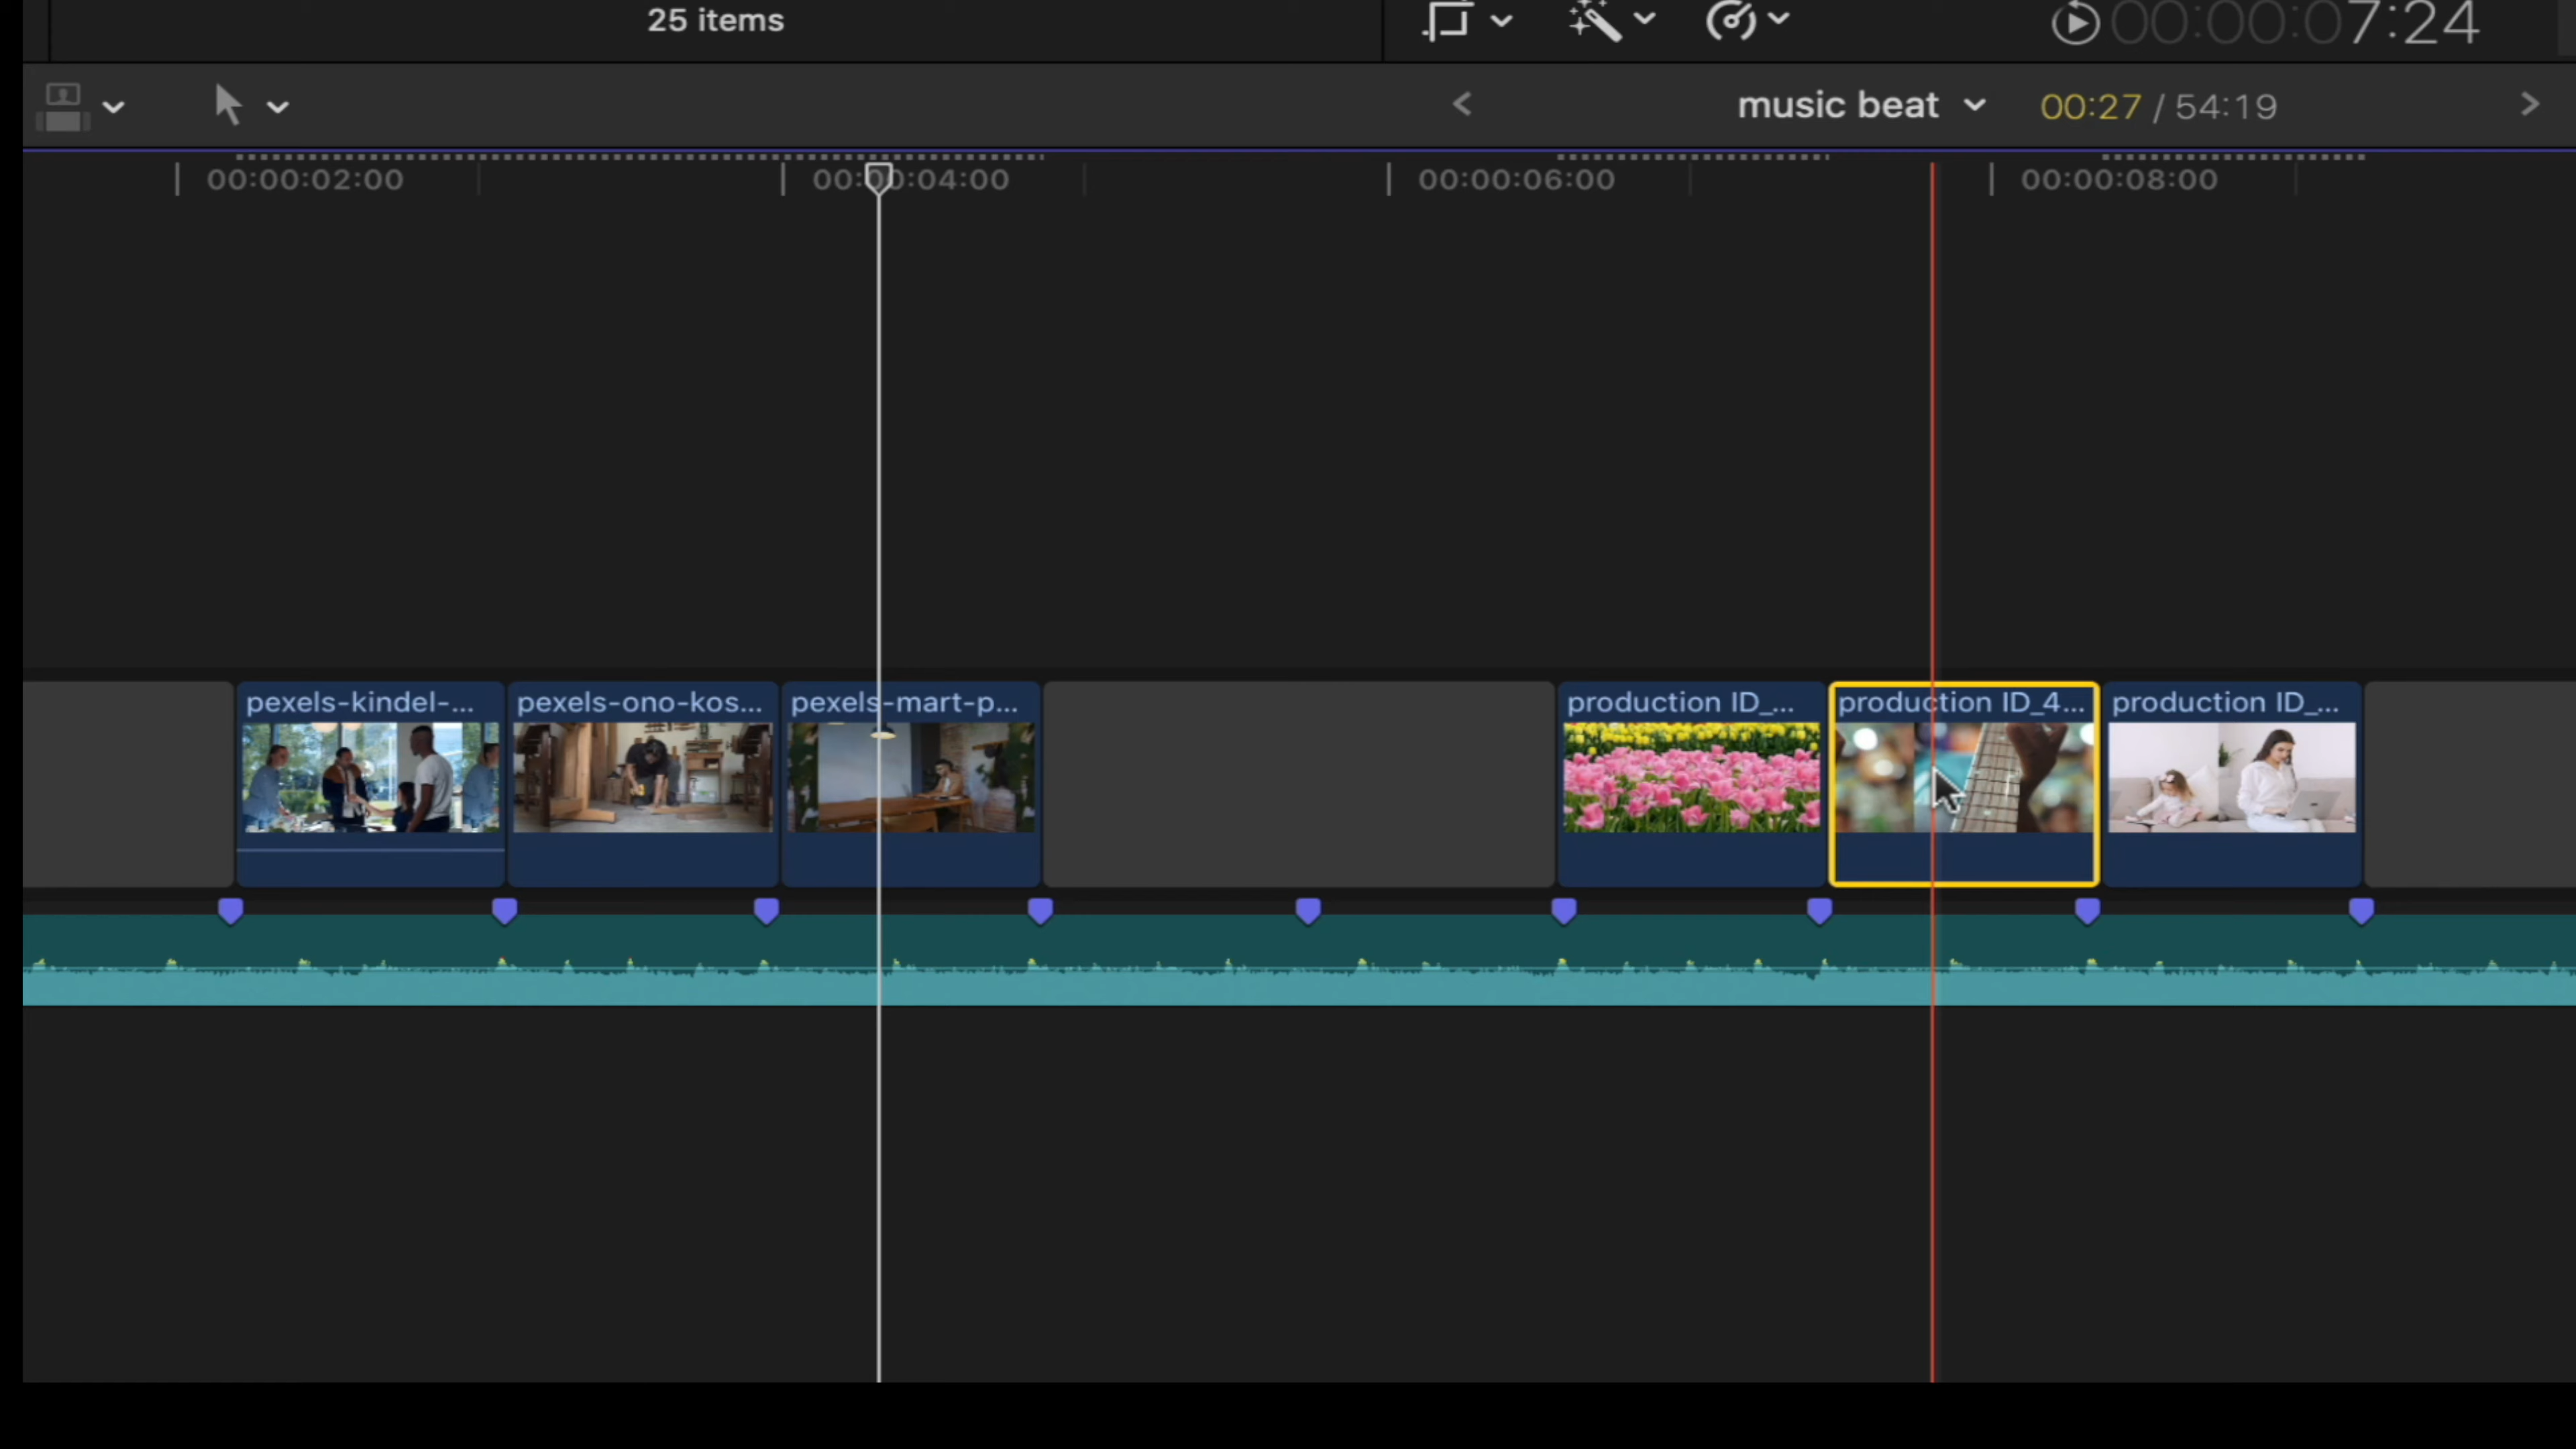 25 items
00:00:07:24
music beat
00:27 / 54:19
00:00:02:00
00:00:04:00
00:00:06:00
00:00:08:00
pexels-kindel-...
pexels-ono-kos...
pexels-mart-p...
production ID_...
production ID_4...
production ID_...